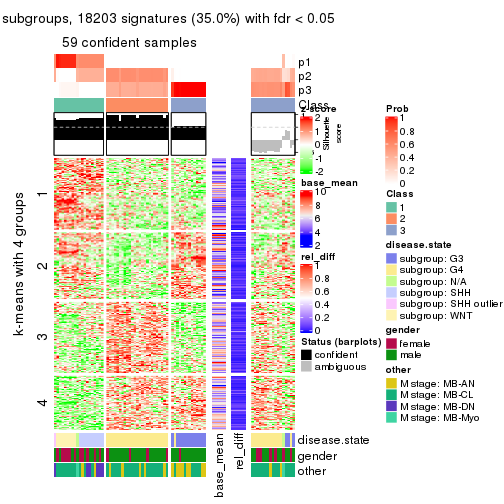 subgroups, 18203 signatures (35.0%) with fdr < 0.05
59 confident samples
p1
p2
p3
Class
Silhouette score
k-means with 4 groups
1
2
3
4
disease.state
gender
other
base_mean
rel_diff
z-score
2
1
0
-1
-2
base_mean
10
8
6
4
2
rel_diff
1
0.8
0.6
0.4
0.2
0
Status (barplots)
confident
ambiguous
Prob
1
0.8
0.6
0.4
0.2
0
Class
1
2
3
disease.state
subgroup: G3
subgroup: G4
subgroup: N/A
subgroup: SHH
subgroup: SHH outlier
subgroup: WNT
gender
female
male
other
M stage: MB-AN
M stage: MB-CL
M stage: MB-DN
M stage: MB-Myo